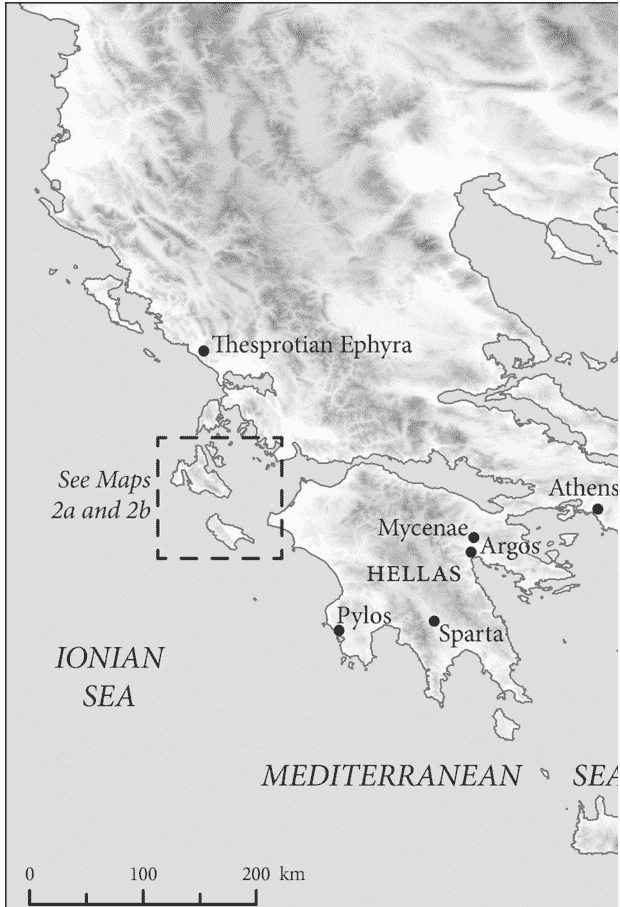 Thesprotian Ephyra
See Maps
2a and 2b
Athens
Mycenae
Argos
HELLAS
Pylos
Sparta
IONIAN
SEA
MEDITERRANEAN SEA
0 100 200 km